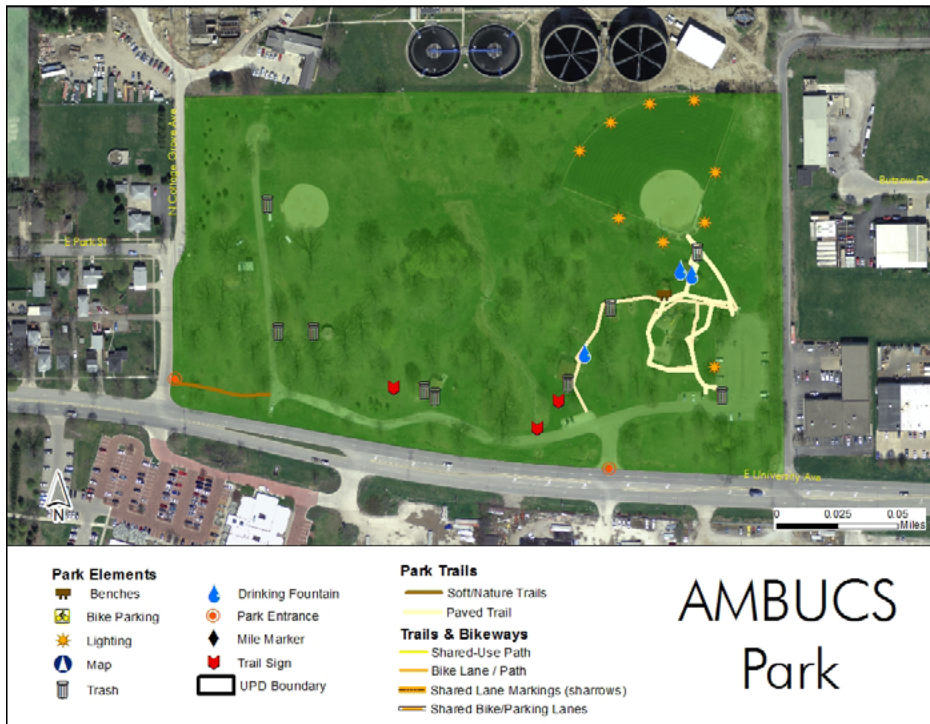 N Cottage Grove Ave
E Park St
Butzow Dr
E University Ave
N
0 0.025 0.05
Miles
Park Elements
Benches
Bike Parking
Lighting
Map
Trash
Drinking Fountain
Park Entrance
Mile Marker
Trail Sign
UPD Boundary
Park Trails
Soft/Nature Trails
Paved Trail
Trails & Bikeways
Shared-Use Path
Bike Lane / Path
Shared Lane Markings (sharrows)
Shared Bike/Parking Lanes
AMBUCS
Park